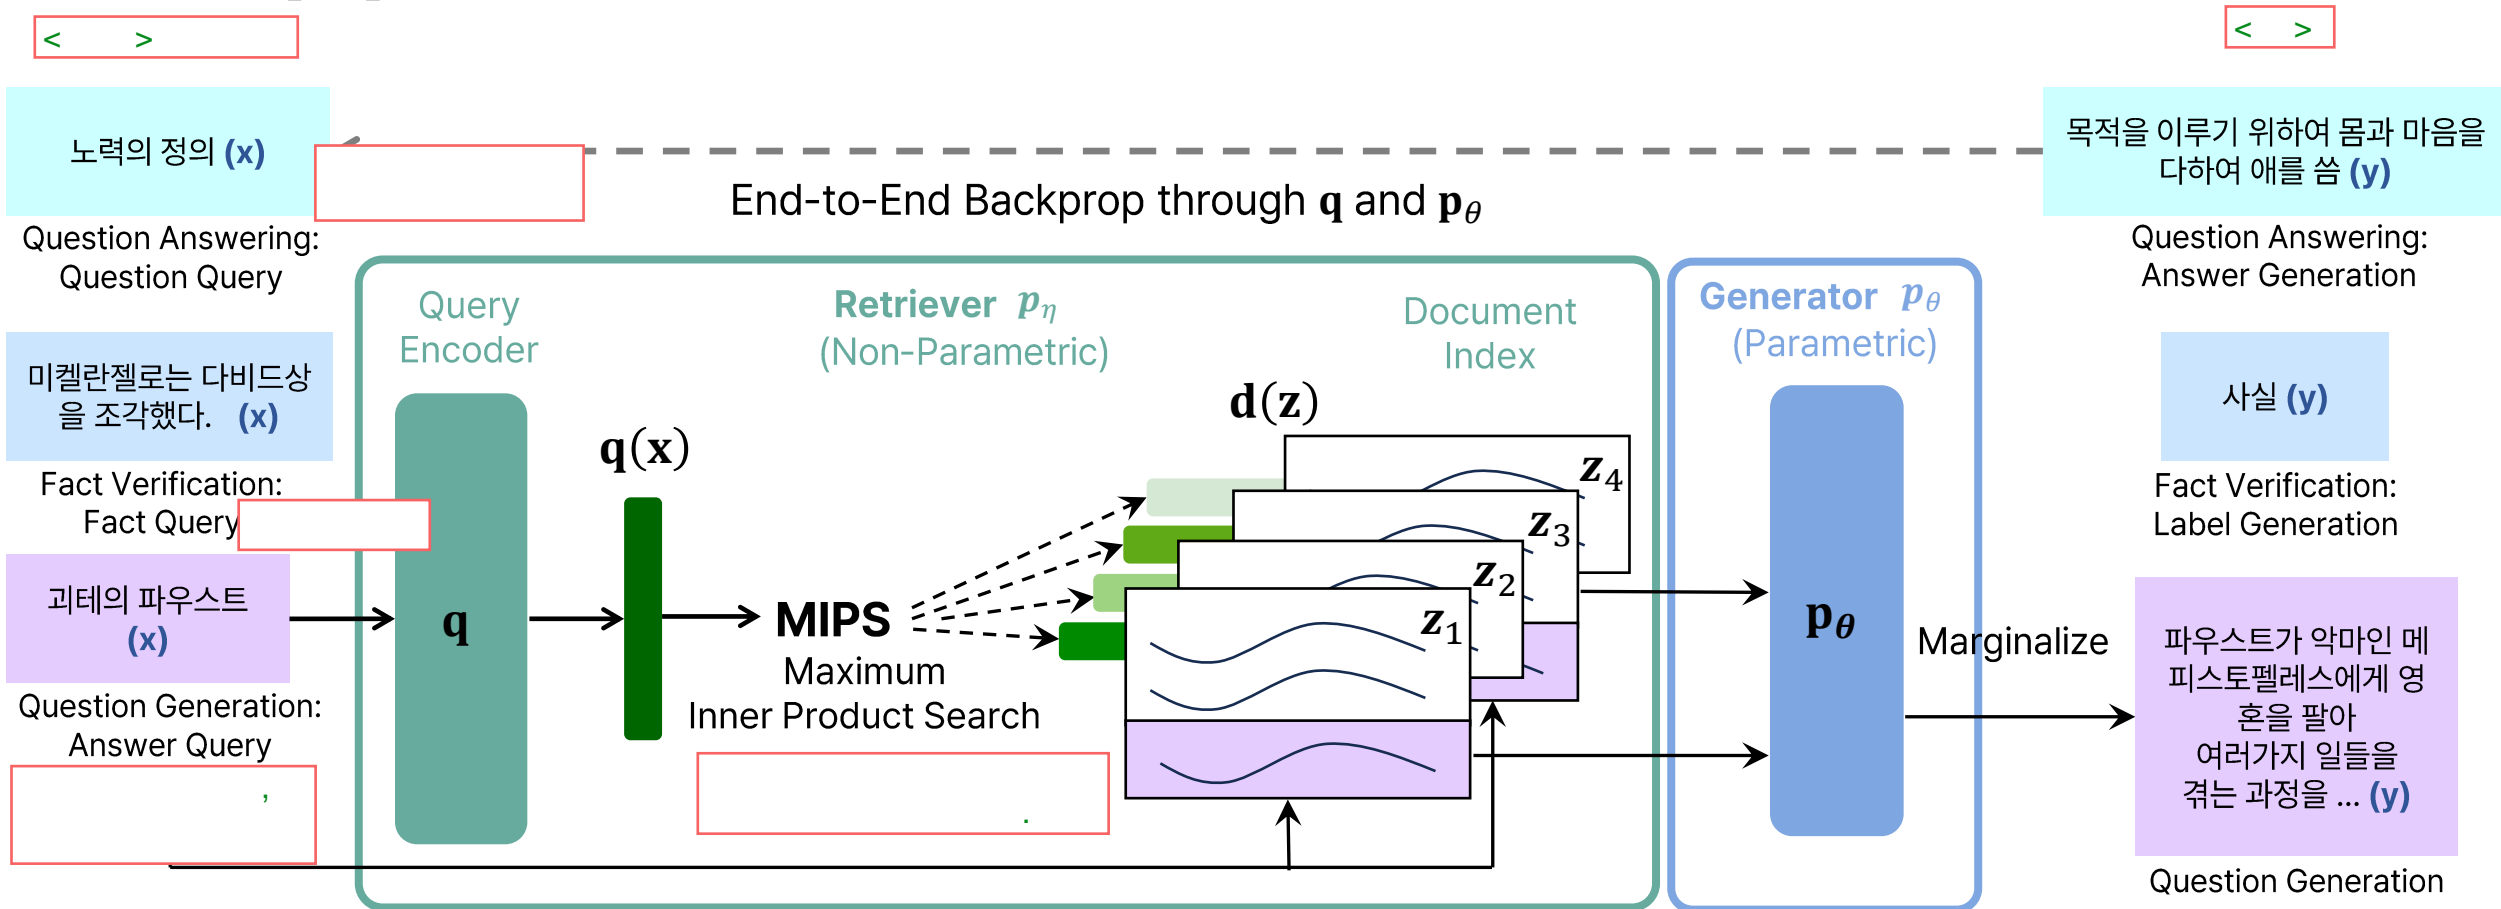 < >
노력의 정의 (x)
Question Answering:
Question Query
미켈란젤로는 다비드상
을 조각했다. (x)
Fact Verification:
Fact Query
괴테의 파우스트
(x)
Question Generation:
Answer Query
,
End-to-End Backprop through q and pθ
Query
Encoder
q
q(x)
Retriever pη
(Non-Parametric)
MIPS
Maximum
Inner Product Search
.
Document
Index
d(z)
z4
z3
z2
z1
Generator pθ
(Parametric)
pθ
Marginalize
< >
목적을 이루기 위하여 몸과 마음을
다하여 애를 씀 (y)
Question Answering:
Answer Generation
사실 (y)
Fact Verification:
Label Generation
파우스트가 악마인 메
피스토펠레스에게 영
혼을 팔아
여러가지 일들을
겪는 과정을 ... (y)
Question Generation